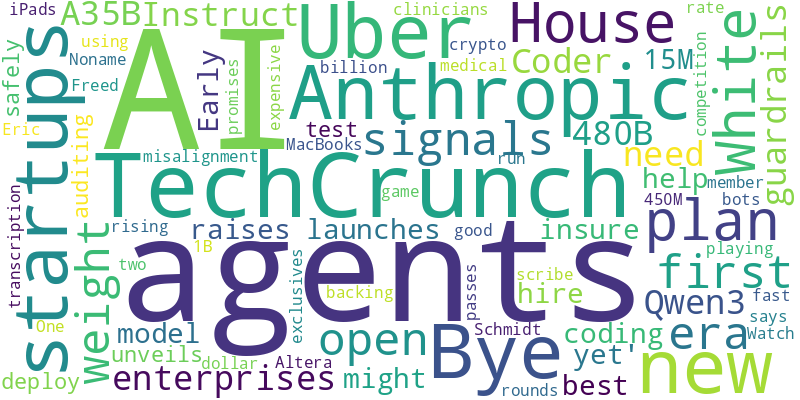 iPads
A35BInstruct
clinicians
rate
using
Noname
Freed
safely
Eric
startups
transcription
auditing
AI
Early
promises
expensive
Uber
billion
crypto
medical
House
Coder
15M
competition
White
guardrails
Anthropic
test
MacBooks
signals
480B
need
run
misalignment
TechCrunch
game
help
member
450M
bots
plan
rising
raises
launches
good
insure
playing
weight
two
1B
agents
exclusives
backing
passes
scribe
hire
first
unveils
One
model
dollar
Altera
open
Bye
Schmidt
coding
Qwen3
era
fast
says
Watch
yet'
new
deploy
enterprises
might
rounds
best